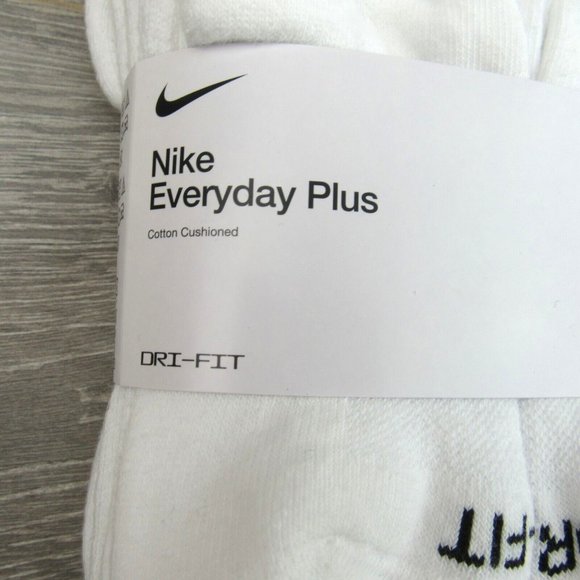 Nike
Everyday Plus
Cotton Cushioned
DRI-FIT